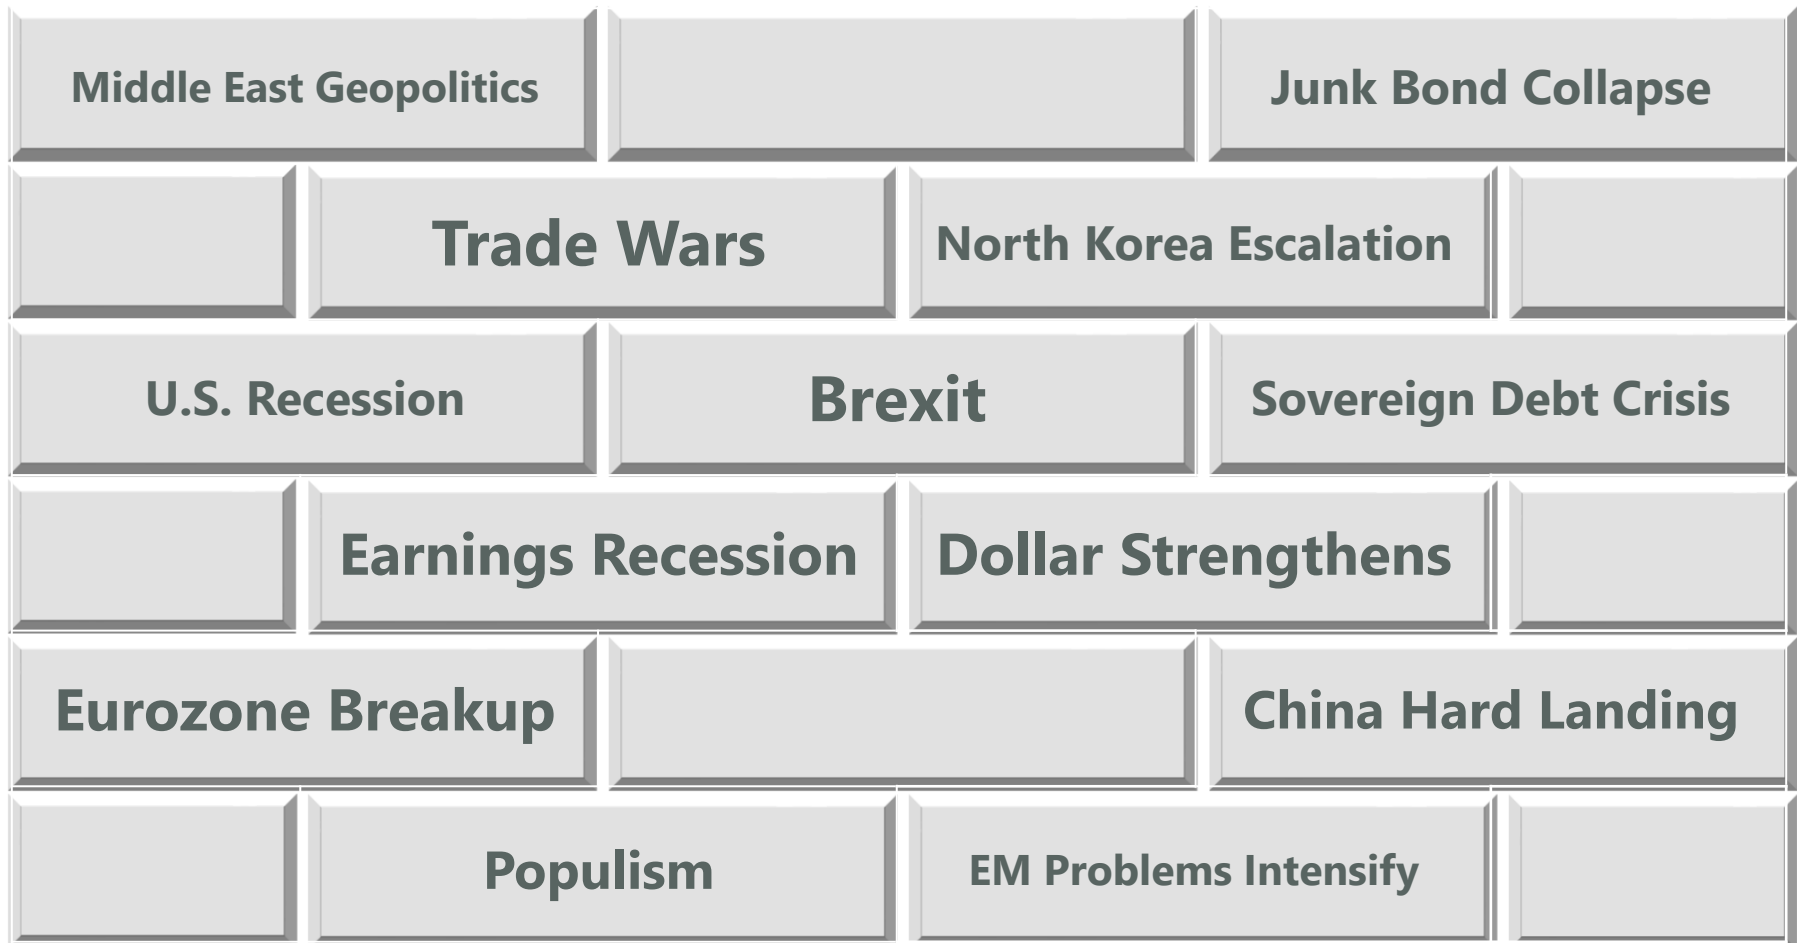 Middle East Geopolitics
Junk Bond Collapse
Trade Wars
North Korea Escalation
U.S. Recession
Brexit
Sovereign Debt Crisis
Earnings Recession
Dollar Strengthens
Eurozone Breakup
China Hard Landing
Populism
EM Problems Intensify